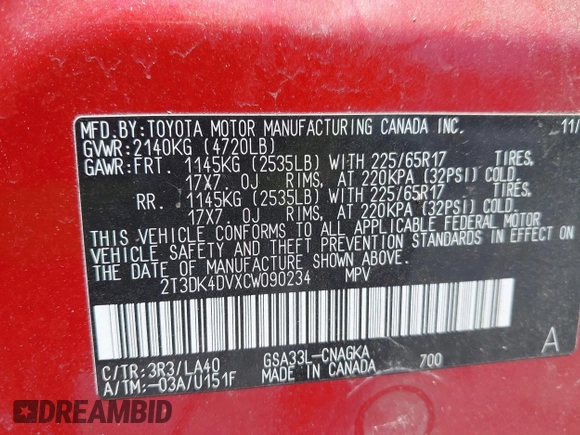 MFD.BY:TOYOTA MOTOR MANUFACTURING CANADA INC. 11/
GVWR:2140KG (4720LB)
GAWR:FRT. 1145KG (2535LB) WITH 225/65R17 TIRES,
17X7.0J RIMS, AT 220KPA (32PSI) COLD.
RR. 1145KG (2535LB) WITH 225/65R17 TIRES,
17X7.0J RIMS, AT 220KPA (32PSI) COLD.
THIS VEHICLE CONFORMS TO ALL APPLICABLE FEDERAL MOTOR
VEHICLE SAFETY AND THEFT PREVENTION STANDARDS IN EFFECT ON
THE DATE OF MANUFACTURE SHOWN ABOVE.
2T3DK4DVXCW090234 MPV
C/TR:3R3/LA40 GSA33L-CNAGKA 700 A
A/TM:-03A/U151F MADE IN CANADA
DREAMBID